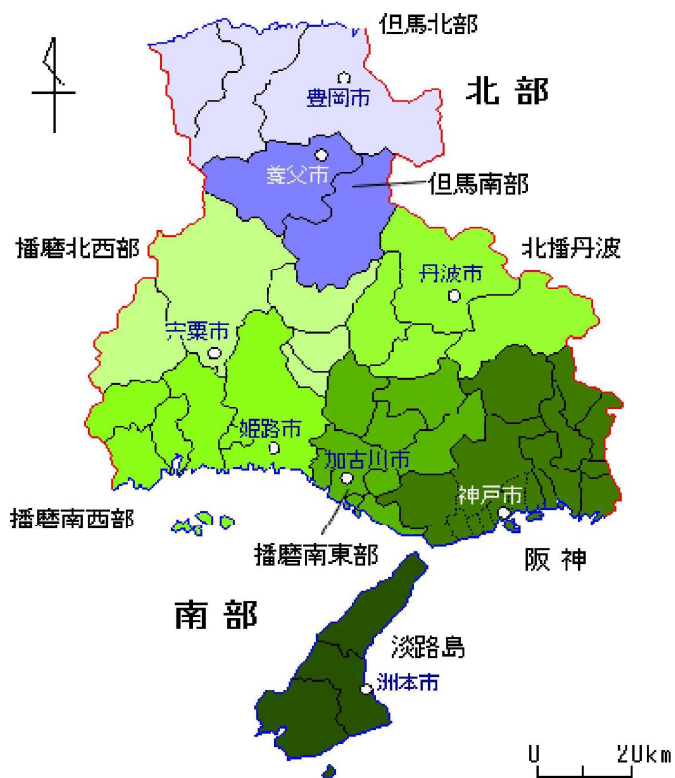 但馬北部
豊岡市
北部
養父市
但馬南部
播磨北西部
北播丹波
丹波市
宍粟市
姫路市
加古川市
神戸市
播磨南西部
播磨南東部
阪神
南部
淡路島
洲本市
0 20km